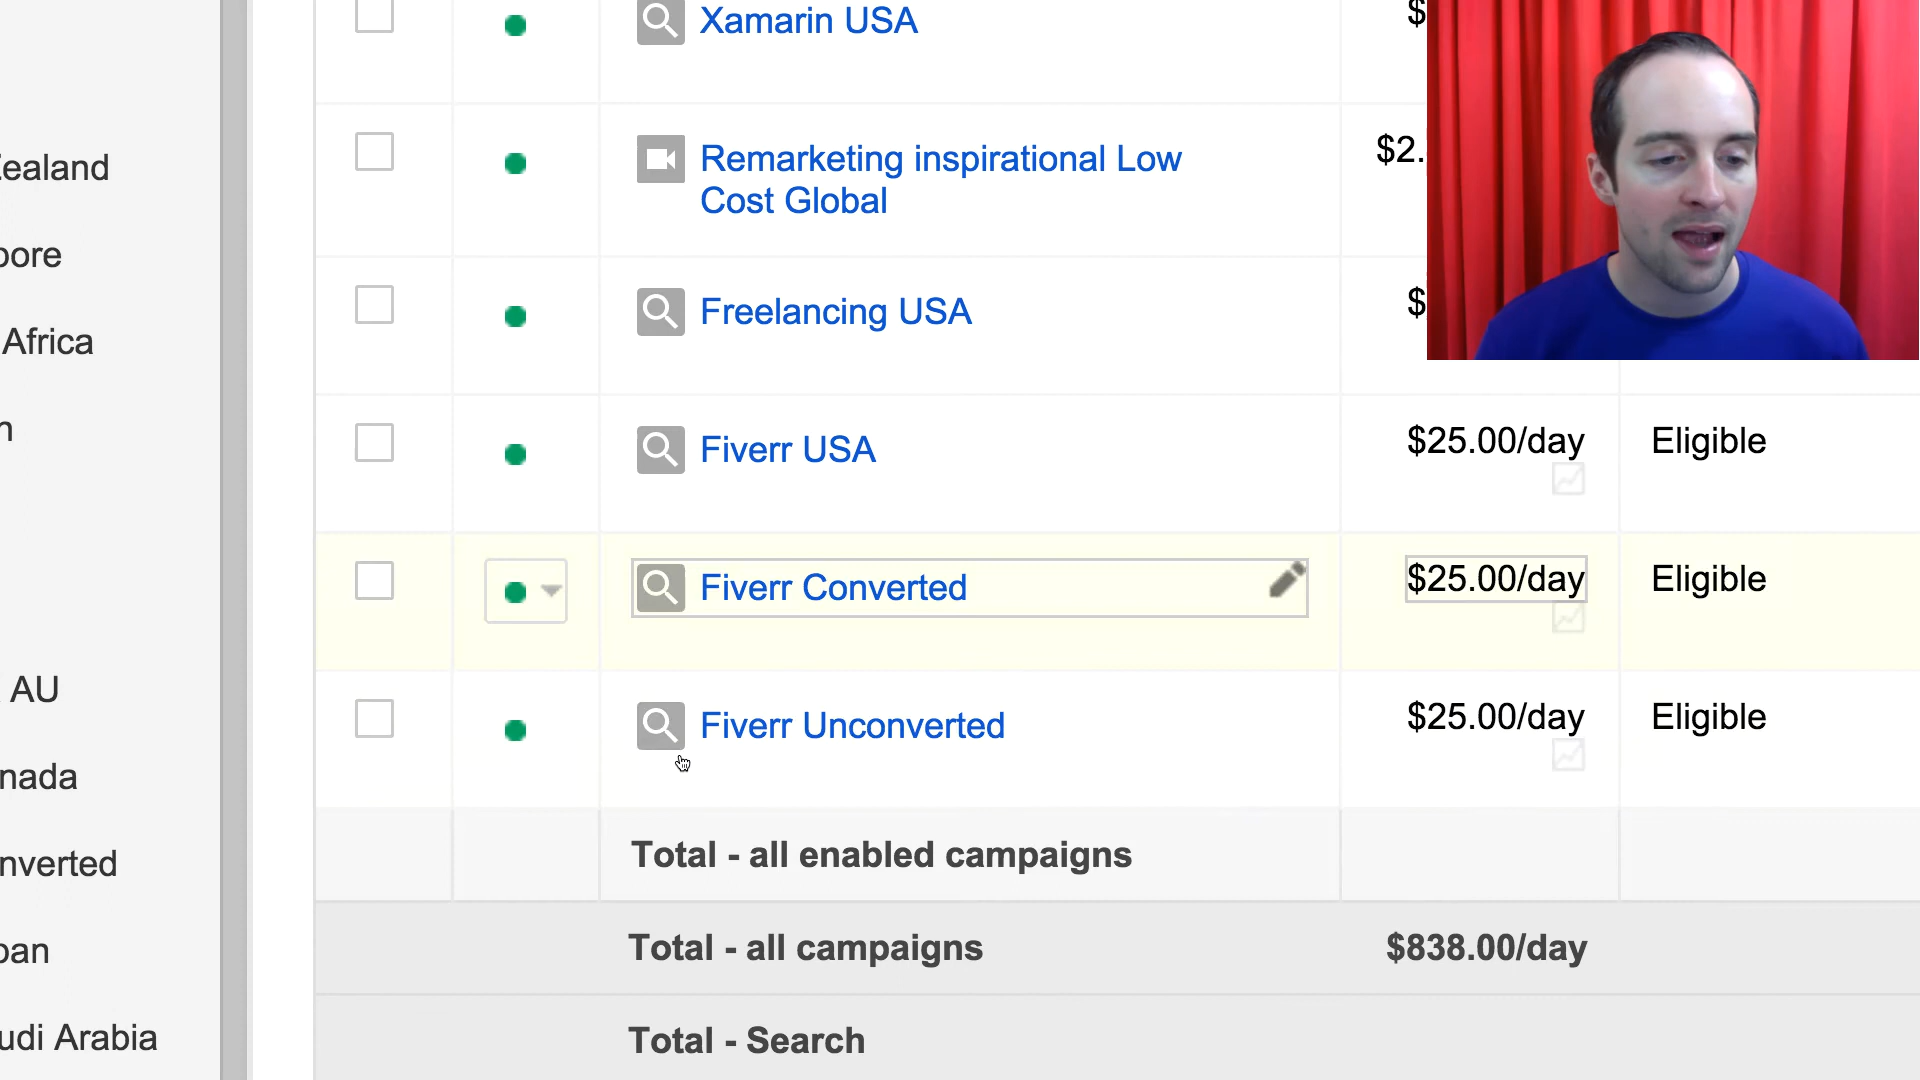 Xamarin USA
$
Remarketing inspirational Low
Cost Global
$2.
Freelancing USA
$
Fiverr USA
$25.00/day
Eligible
Fiverr Converted
$25.00/day
Eligible
Fiverr Unconverted
$25.00/day
Eligible
Total - all enabled campaigns
Total - all campaigns
$838.00/day
Total - Search
ealand
ore
Africa
n
AU
nada
nverted
pan
udi Arabia